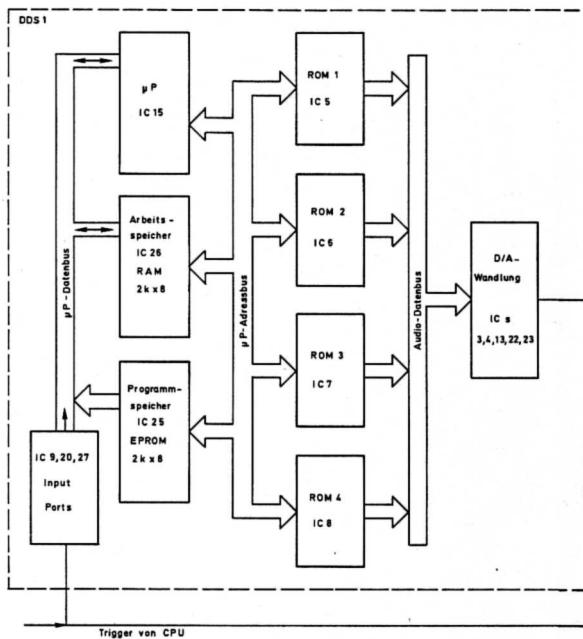 DDS 1
µP
IC 15
ROM 1
IC 5
Arbeits-
speicher
IC 26
RAM
2k x 8
ROM 2
IC 6
D/A-
Wandlung
IC s
3,4,13,22,23
µP-Datenbus
µP-Adressbus
Audio-Datenbus
Programm-
speicher
IC 25
EPROM
2k x 8
ROM 3
IC 7
IC 9, 20, 27
Input
Ports
ROM 4
IC 8
Trigger von CPU